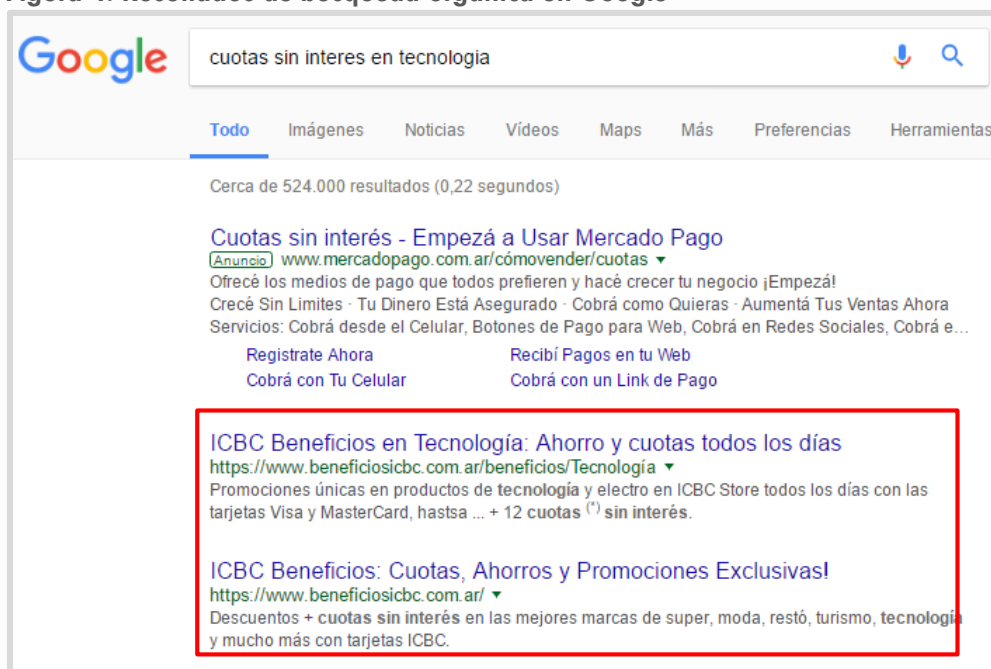 Google
cuotas sin interes en tecnologia
Todo Imágenes Noticias Vídeos Maps Más Preferencias Herramientas
Cerca de 524.000 resultados (0,22 segundos)
Cuotas sin interés - Empezá a Usar Mercado Pago
Anuncio www.mercadopago.com.ar/cómovender/cuotas
Ofrecé los medios de pago que todos prefieren y hacé crecer tu negocio ¡Empezá!
Crecé Sin Limites · Tu Dinero Está Asegurado · Cobrá como Quieras · Aumentá Tus Ventas Ahora
Servicios: Cobrá desde el Celular, Botones de Pago para Web, Cobrá en Redes Sociales, Cobrá e…
Registrate Ahora Recibí Pagos en tu Web
Cobrá con Tu Celular Cobrá con un Link de Pago
ICBC Beneficios en Tecnología: Ahorro y cuotas todos los días
https://www.beneficiosicbc.com.ar/beneficios/Tecnología
Promociones únicas en productos de tecnología y electro en ICBC Store todos los días con las
tarjetas Visa y MasterCard, hastsa ... + 12 cuotas (*) sin interés.
ICBC Beneficios: Cuotas, Ahorros y Promociones Exclusivas!
https://www.beneficiosicbc.com.ar/
Descuentos + cuotas sin interés en las mejores marcas de super, moda, restó, turismo, tecnología
y mucho más con tarjetas ICBC.